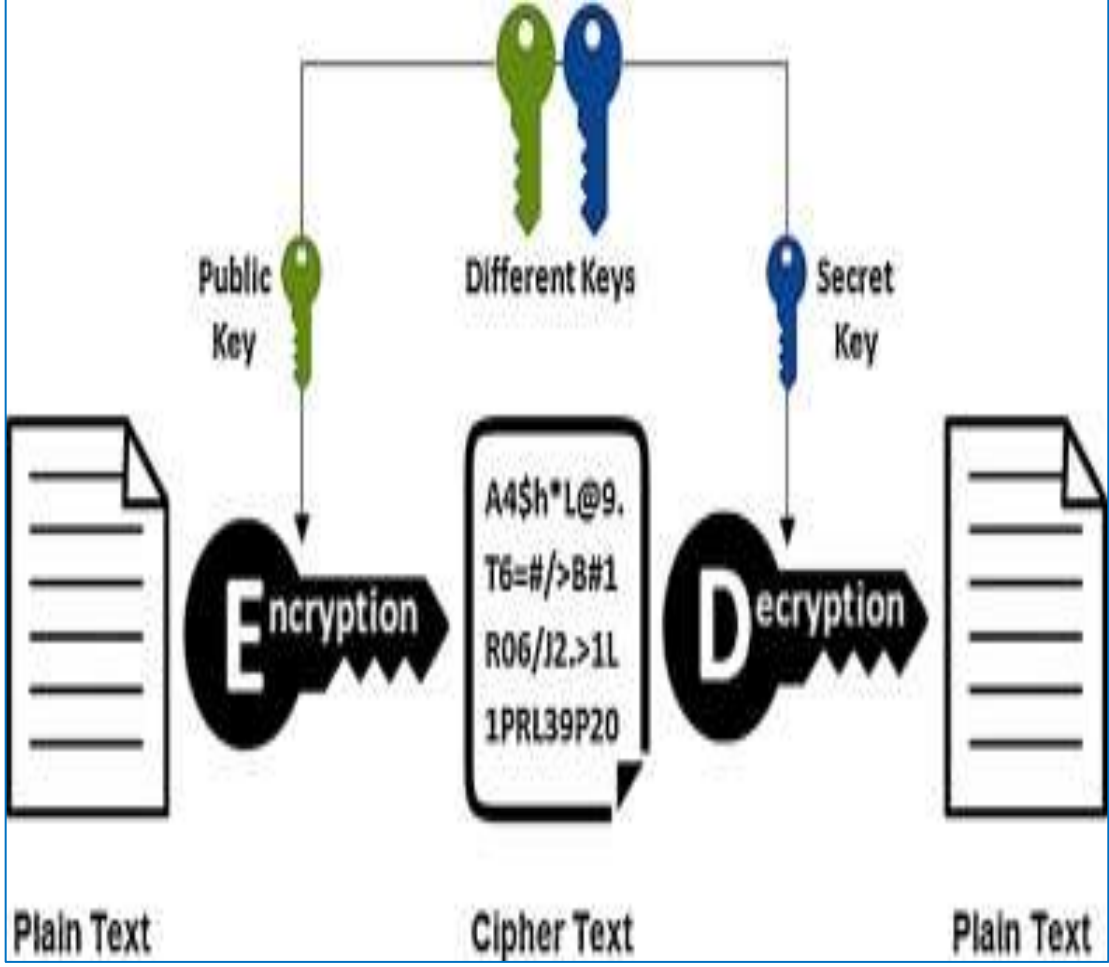 Public
Key
Different Keys
Secret
Key
Encryption
A4$h*L@9.
T6=#/>B#1
R06/J2.>1L
1PRL39P20
Decryption
Plain Text
Cipher Text
Plain Text